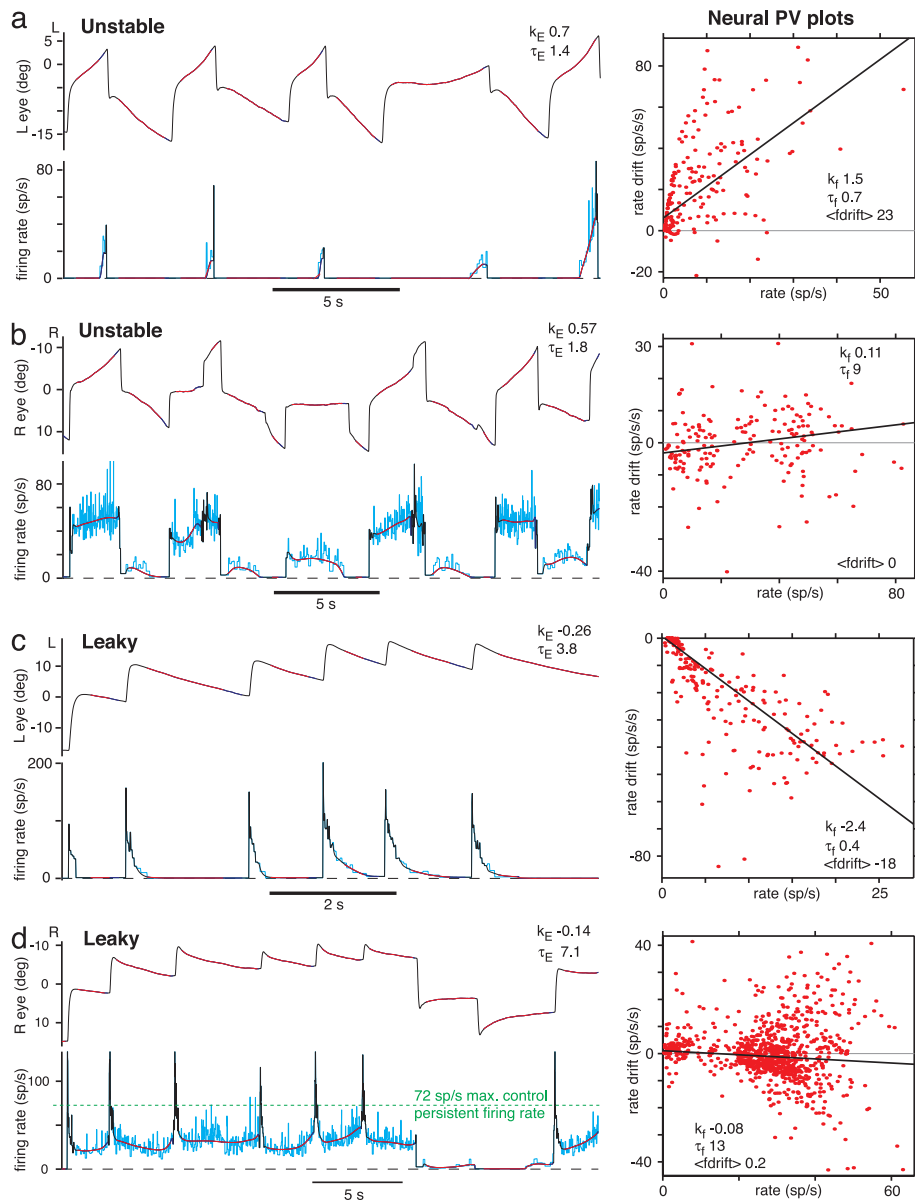 Neural PV plots
a L Unstable
k_E 0.7
τ_E 1.4
L eye (deg)
5
0
-15
firing rate (sp/s)
80
40
0
5 s
rate drift (sp/s/s)
80
40
0
-20
k_f 1.5
τ_f 0.7
<fdrift> 23
0 rate (sp/s) 50
b R Unstable
k_E 0.57
τ_E 1.8
R eye (deg)
-10
0
10
firing rate (sp/s)
80
40
0
5 s
rate drift (sp/s/s)
30
0
-40
k_f 0.11
τ_f 9
<fdrift> 0
0 rate (sp/s) 80
c L Leaky
k_E -0.26
τ_E 3.8
L eye (deg)
10
0
-10
firing rate (sp/s)
200
100
0
2 s
rate drift (sp/s/s)
0
-40
-80
k_f -2.4
τ_f 0.4
<fdrift> -18
0 rate (sp/s) 25
d R Leaky
k_E -0.14
τ_E 7.1
R eye (deg)
-10
0
10
firing rate (sp/s)
100
50
0
72 sp/s max. control
persistent firing rate
5 s
rate drift (sp/s/s)
40
20
0
-40
k_f -0.08
τ_f 13
<fdrift> 0.2
0 rate (sp/s) 60